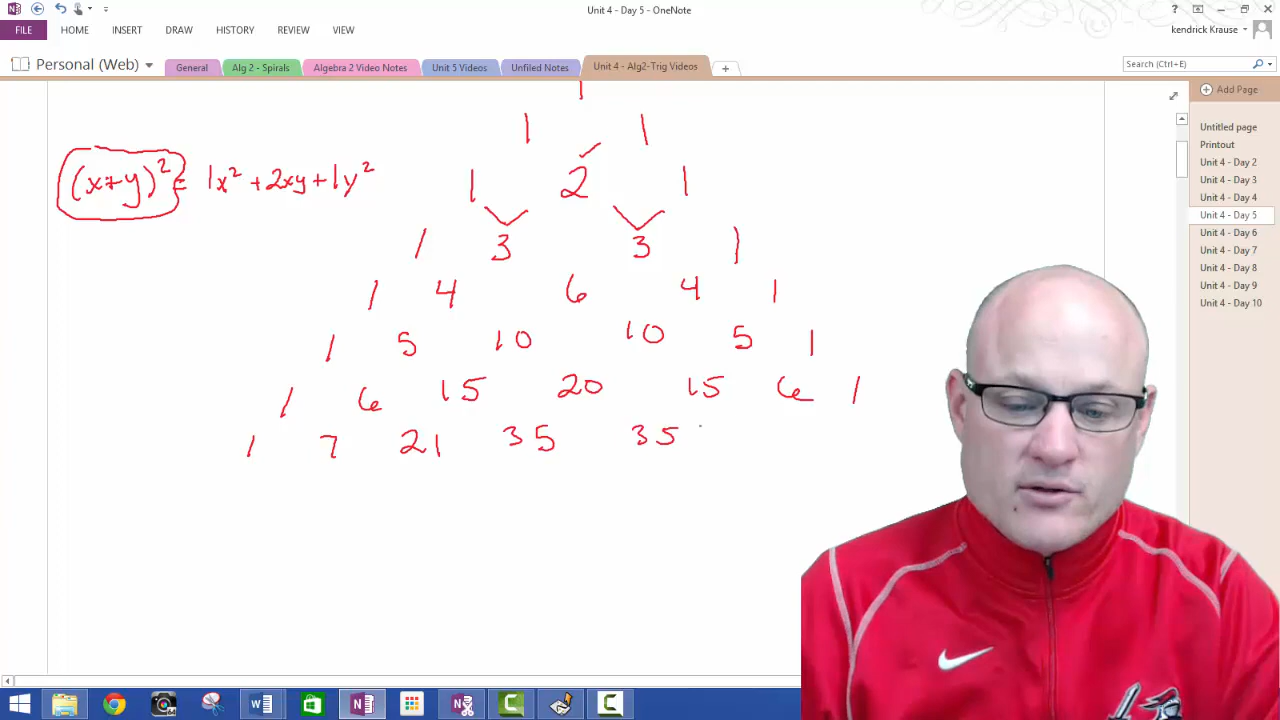 Unit 4 - Day 5 - OneNote
FILE HOME INSERT DRAW HISTORY REVIEW VIEW
kendrick Krause
Personal (Web) General Alg 2 - Spirals Algebra 2 Video Notes Unit 5 Videos Unfiled Notes Unit 4 - Alg2-Trig Videos
Search (Ctrl+E)
Add Page
Untitled page
Printout
Unit 4 - Day 2
Unit 4 - Day 3
Unit 4 - Day 4
Unit 4 - Day 5
Unit 4 - Day 6
Unit 4 - Day 7
Unit 4 - Day 8
Unit 4 - Day 9
Unit 4 - Day 10
1
1 1
(x+y)² = 1x² + 2xy + 1y²
1 2 1
1 3 3 1
1 4 6 4 1
1 5 10 10 5 1
1 6 15 20 15 6 1
1 7 21 35 35